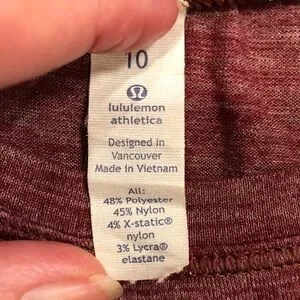 10
lululemon
athletica
Designed in
Vancouver
Made in Vietnam
All:
48% Polyester
45% Nylon
4% X-static®
nylon
3% Lycra®
elastane